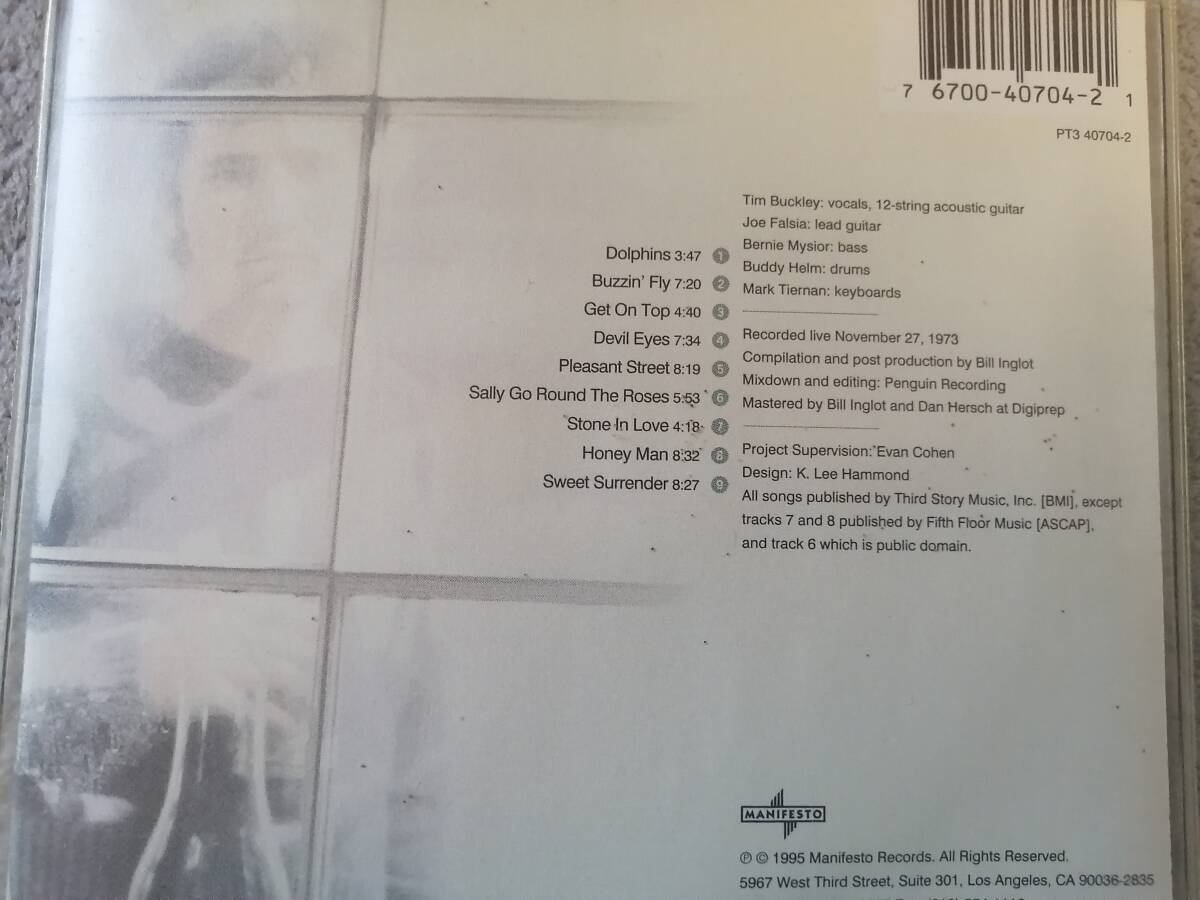 7 6700-40704-2 1
PT3 40704-2
Dolphins 3:47 1
Buzzin' Fly 7:20 2
Get On Top 4:40 3
Devil Eyes 7:34 4
Pleasant Street 8:19 5
Sally Go Round The Roses 5:53 6
Stone In Love 4:18 7
Honey Man 8:32 8
Sweet Surrender 8:27 9
Tim Buckley: vocals, 12-string acoustic guitar
Joe Falsia: lead guitar
Bernie Mysior: bass
Buddy Helm: drums
Mark Tiernan: keyboards
Recorded live November 27, 1973
Compilation and post production by Bill Inglot
Mixdown and editing: Penguin Recording
Mastered by Bill Inglot and Dan Hersch at Digiprep
Project Supervision: Evan Cohen
Design: K. Lee Hammond
All songs published by Third Story Music, Inc. [BMI], except
tracks 7 and 8 published by Fifth Floor Music [ASCAP],
and track 6 which is public domain.
MANIFESTO
℗ © 1995 Manifesto Records. All Rights Reserved.
5967 West Third Street, Suite 301, Los Angeles, CA 90036-2835